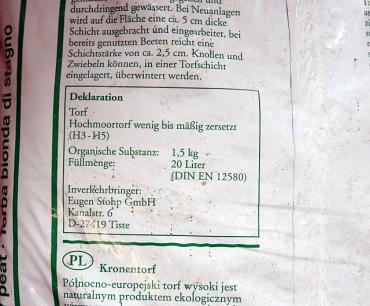 durchdringend gewässert. Bei Neuanlagen
wird auf die Fläche eine ca. 5 cm dicke
Schicht ausgebracht und eingearbeitet, bei
bereits genutzten Beeten reicht eine
Schichtstärke von ca. 2,5 cm. Knollen und
Zwiebeln können, in einer Torfschicht
eingelagert, überwintert werden.
Deklaration
Torf
Hochmoortorf wenig bis mäßig zersetzt
(H3-H5)
Organische Substanz: 1,5 kg
Füllmenge: 20 Liter
(DIN EN 12580)
Inverkehrbringer:
Eugen Stohp GmbH
Kanalstr. 6
D-27419 Tiste
PL Kronentorf
Północno-europejski torf wysoki jest
naturalnym produktem ekologicznym
peat · Terba bionda di stagno